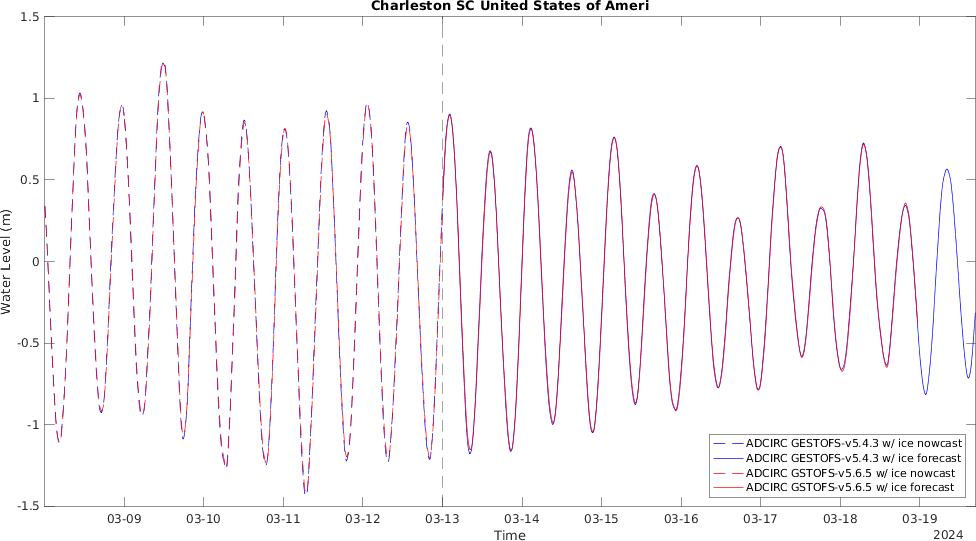 Charleston SC United States of Ameri
1.5
1
0.5
0
-0.5
-1
-1.5
Water Level (m)
ADCIRC GESTOFS-v5.4.3 w/ ice nowcast
ADCIRC GESTOFS-v5.4.3 w/ ice forecast
ADCIRC GSTOFS-v5.6.5 w/ ice nowcast
ADCIRC GSTOFS-v5.6.5 w/ ice forecast
03-09 03-10 03-11 03-12 03-13 03-14 03-15 03-16 03-17 03-18 03-19
Time
2024